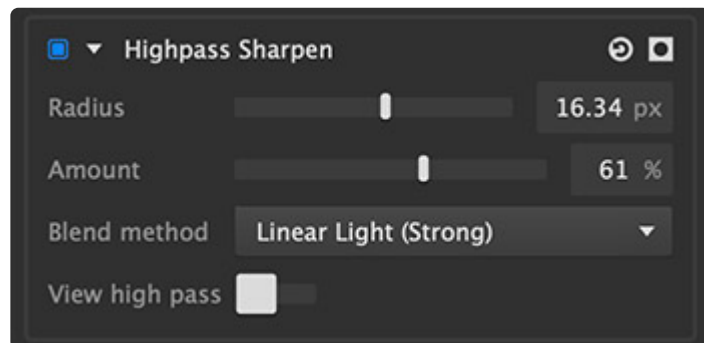 Highpass Sharpen
Radius 16.34 px
Amount 61 %
Blend method Linear Light (Strong)
View high pass